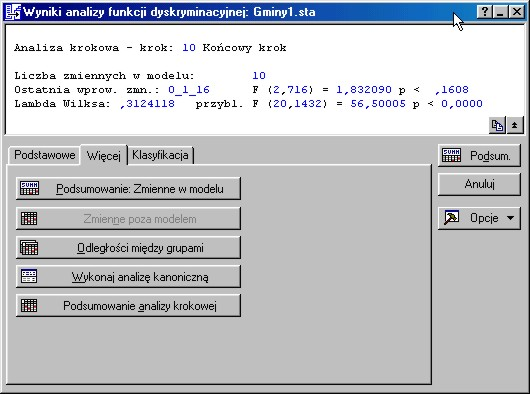 Wyniki analizy funkcji dyskryminacyjnej: Gminy1.sta
Analiza krokowa - krok: 10 Końcowy krok
Liczba zmiennych w modelu: 10
Ostatnia wprow. zmn.: 0_1_16 F (2,716) = 1,832090 p < ,1608
Lambda Wilksa: ,3124118 przybl. F (20,1432) = 56,50005 p < 0,0000
Podstawowe Więcej Klasyfikacja
Podsum.
Anuluj
Opcje
Podsumowanie: Zmienne w modelu
Zmienne poza modelem
Odległości między grupami
Wykonaj analizę kanoniczną
Podsumowanie analizy krokowej